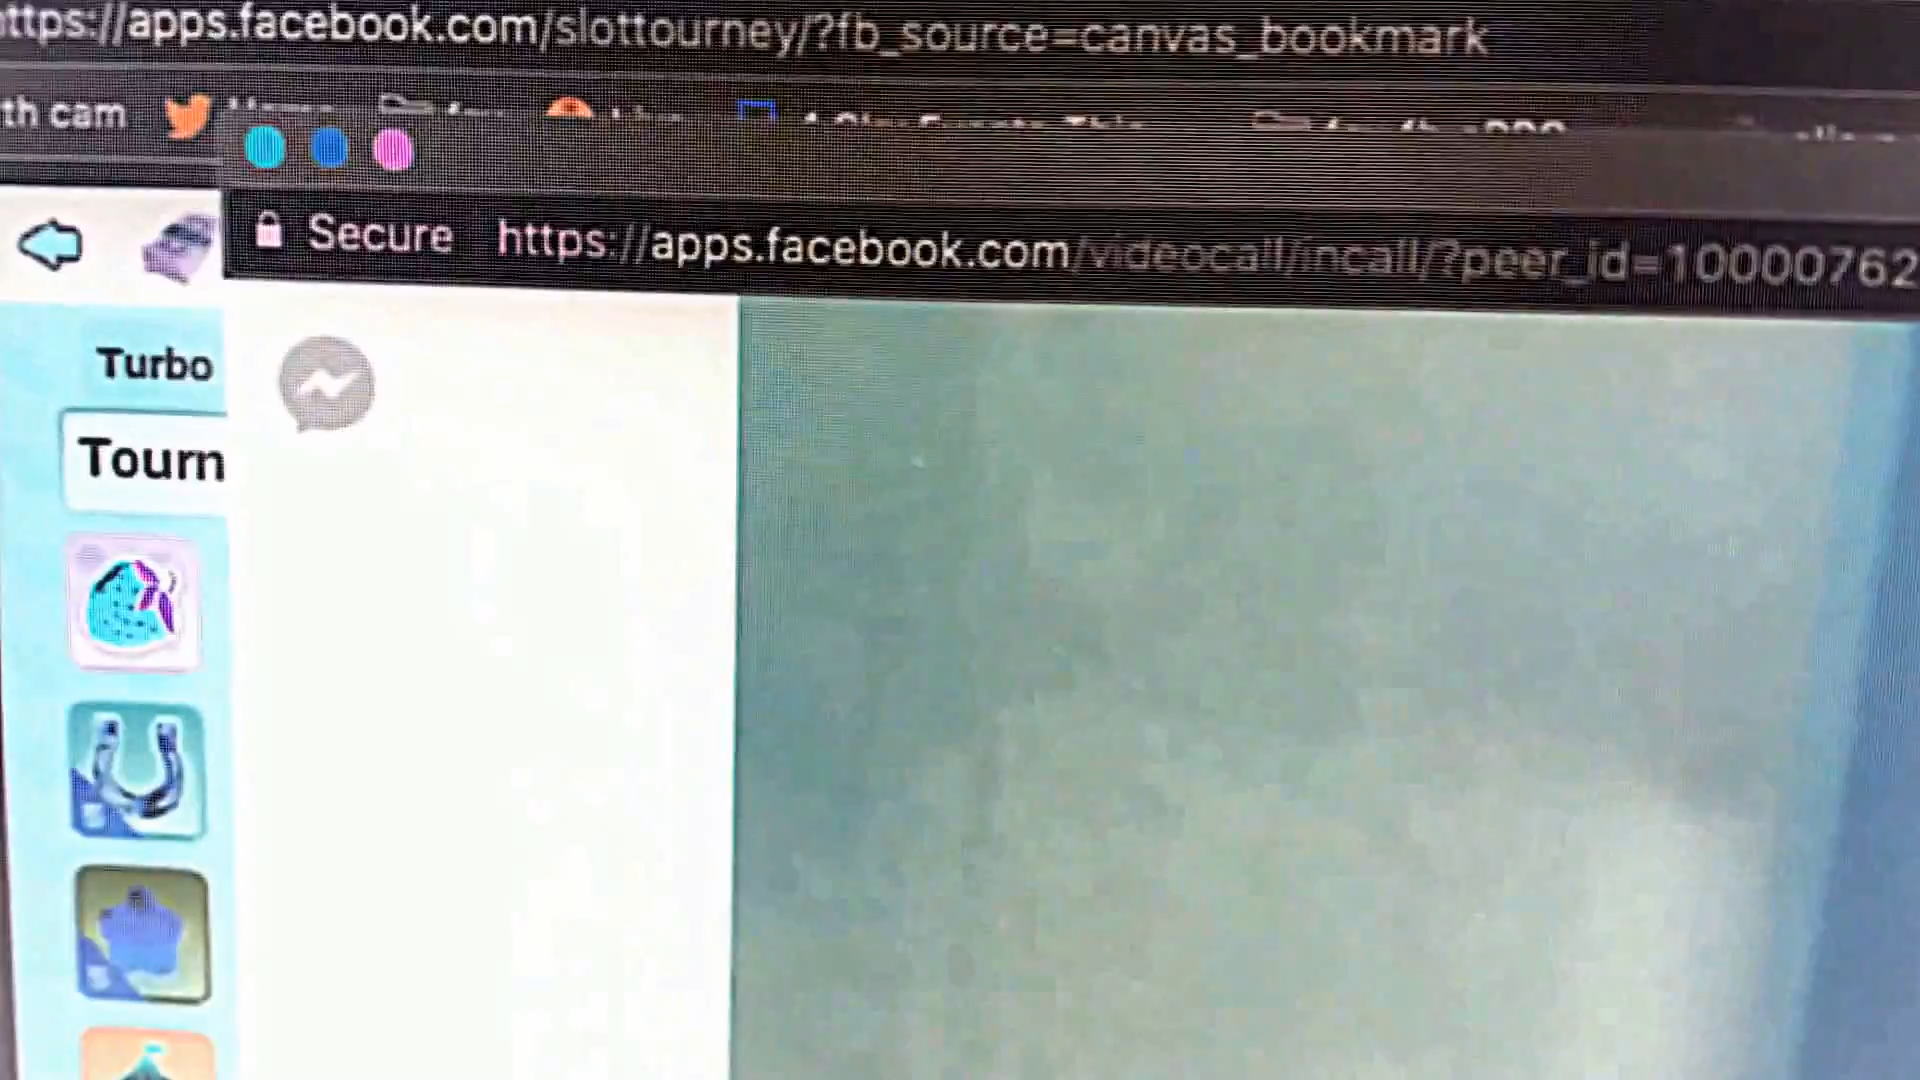 ttps://apps.facebook.com/slottourney/?fb_source=canvas_bookmark
th cam
Secure https://apps.facebook.com/videocall/incall/?peer_id=10000762
Turbo
Tourn